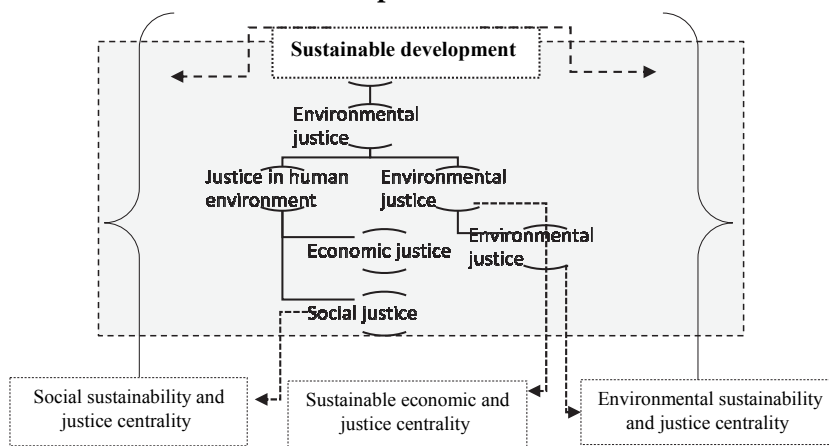 Sustainable development
Environmental
justice
Justice in human
environment
Environmental
justice
Economic justice
Environmental
justice
Social justice
Social sustainability and
justice centrality
Sustainable economic and
justice centrality
Environmental sustainability
and justice centrality